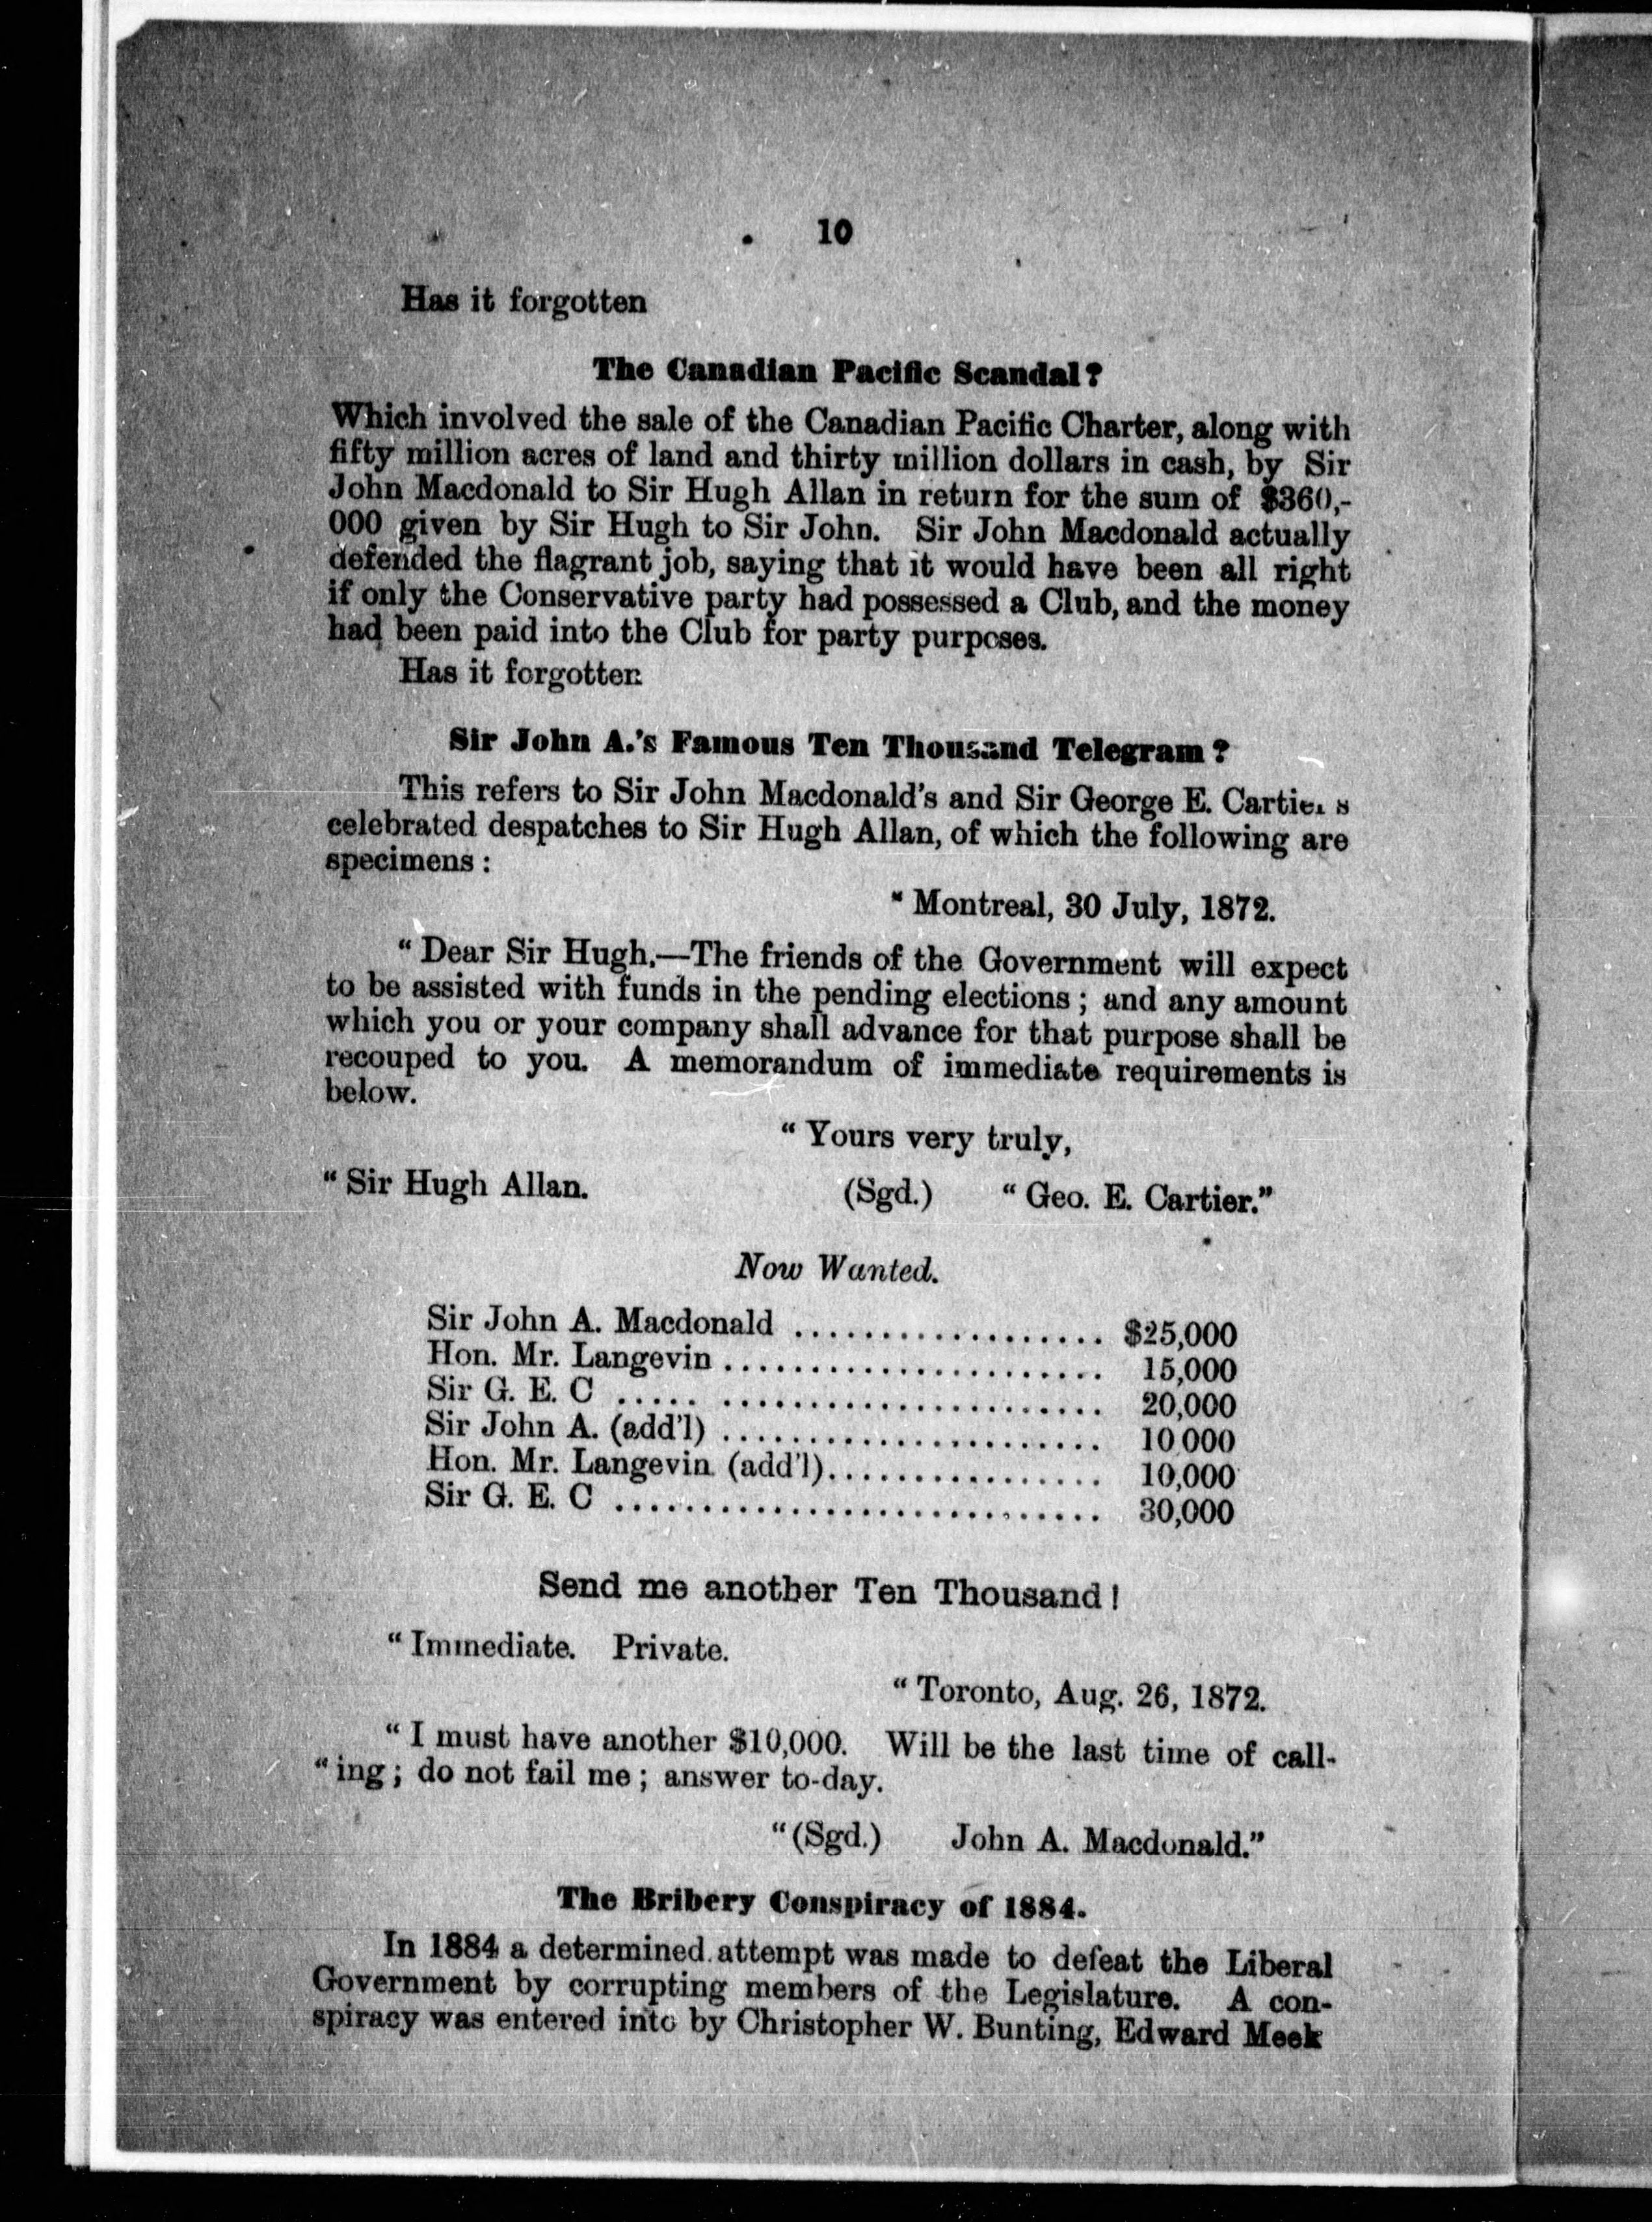 10
Has it forgotten
The Canadian Pacific Scandal?
Which involved the sale of the Canadian Pacific Charter, along with
fifty million acres of land and thirty million dollars in cash, by Sir
John Macdonald to Sir Hugh Allan in return for the sum of $360,-
000 given by Sir Hugh to Sir John. Sir John Macdonald actually
defended the flagrant job, saying that it would have been all right
if only the Conservative party had possessed a Club, and the money
had been paid into the Club for party purposes.
Has it forgotten
Sir John A.'s Famous Ten Thousand Telegram?
This refers to Sir John Macdonald's and Sir George E. Cartier s
celebrated despatches to Sir Hugh Allan, of which the following are
specimens:
"Montreal, 30 July, 1872.
"Dear Sir Hugh,—The friends of the Government will expect
to be assisted with funds in the pending elections; and any amount
which you or your company shall advance for that purpose shall be
recouped to you. A memorandum of immediate requirements is
below.
"Yours very truly,
"Sir Hugh Allan. (Sgd.) "Geo. E. Cartier."
Now Wanted.
Sir John A. Macdonald .................. $25,000
Hon. Mr. Langevin ...................... 15,000
Sir G. E. C ..... ...................... 20,000
Sir John A. (add'l) ...................... 10 000
Hon. Mr. Langevin (add'l)................ 10,000
Sir G. E. C ............................. 30,000
Send me another Ten Thousand!
"Immediate. Private.
"Toronto, Aug. 26, 1872.
"I must have another $10,000. Will be the last time of call-
"ing; do not fail me; answer to-day.
"(Sgd.) John A. Macdonald."
The Bribery Conspiracy of 1884.
In 1884 a determined attempt was made to defeat the Liberal
Government by corrupting members of the Legislature. A con-
spiracy was entered into by Christopher W. Bunting, Edward Meek